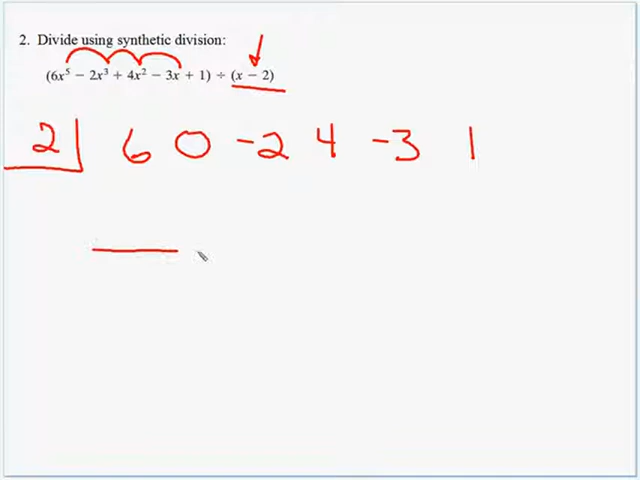 2. Divide using synthetic division:
(6x⁵ − 2x³ + 4x² − 3x + 1) ÷ (x − 2)
2 6 0 -2 4 -3 1